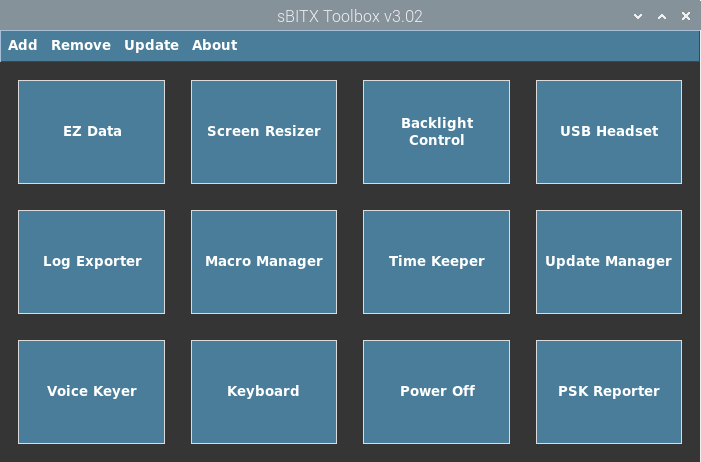 sBITX Toolbox v3.02
Add Remove Update About
EZ Data
Screen Resizer
Backlight
Control
USB Headset
Log Exporter
Macro Manager
Time Keeper
Update Manager
Voice Keyer
Keyboard
Power Off
PSK Reporter